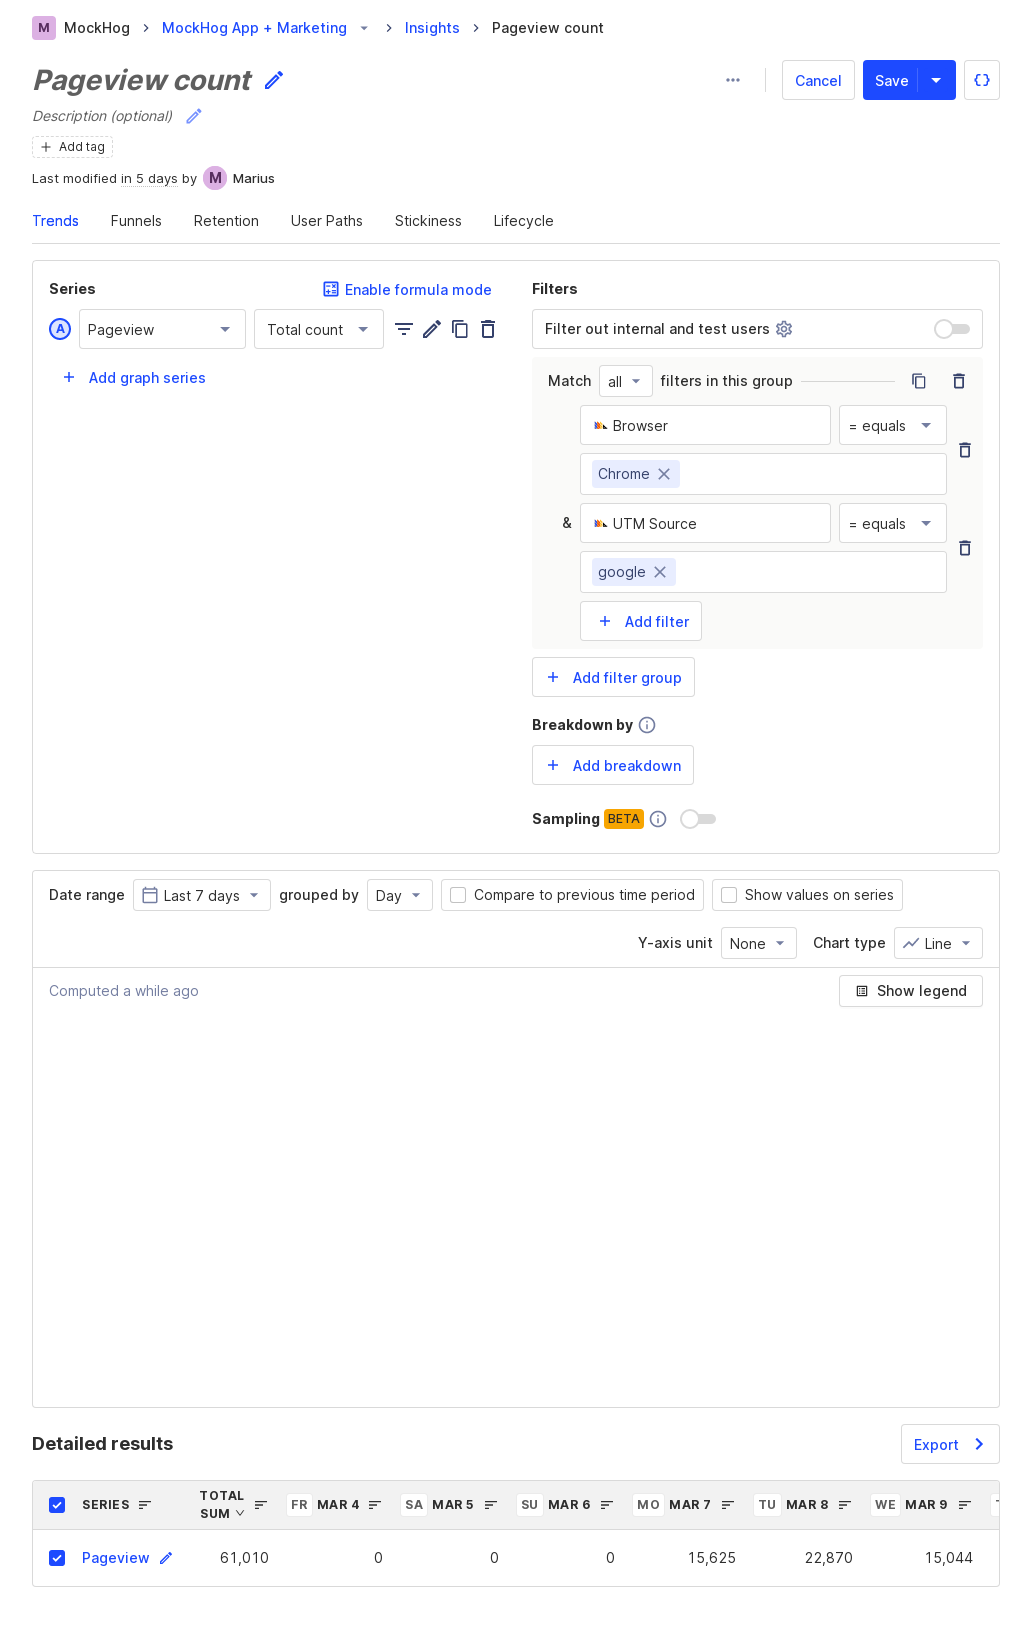 M MockHog > MockHog App + Marketing > Insights > Pageview count
Pageview count
Cancel Save
Description (optional)
+ Add tag
Last modified in 5 days by M Marius
Trends Funnels Retention User Paths Stickiness Lifecycle
Series Enable formula mode
A Pageview Total count
+ Add graph series
Filters
Filter out internal and test users
Match all filters in this group
Browser = equals
Chrome
& UTM Source = equals
google
+ Add filter
+ Add filter group
Breakdown by
+ Add breakdown
Sampling BETA
Date range Last 7 days grouped by Day Compare to previous time period Show values on series
Y-axis unit None Chart type Line
Computed a while ago Show legend
Detailed results Export
SERIES TOTAL SUM FR MAR 4 SA MAR 5 SU MAR 6 MO MAR 7 TU MAR 8 WE MAR 9
Pageview 61,010 0 0 0 15,625 22,870 15,044